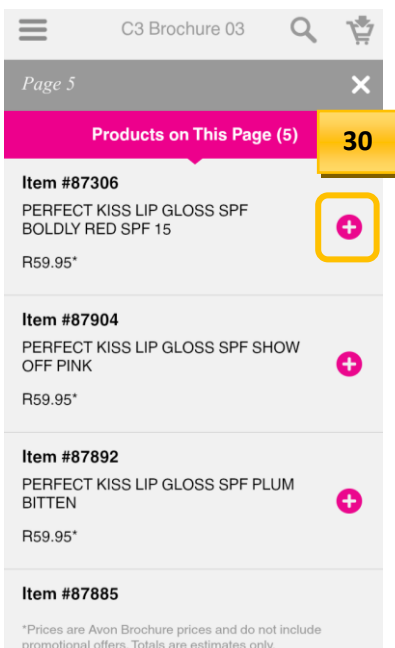 C3 Brochure 03
Page 5
Products on This Page (5)
30
Item #87306
PERFECT KISS LIP GLOSS SPF
BOLDLY RED SPF 15
R59.95*
Item #87904
PERFECT KISS LIP GLOSS SPF SHOW
OFF PINK
R59.95*
Item #87892
PERFECT KISS LIP GLOSS SPF PLUM
BITTEN
R59.95*
Item #87885
*Prices are Avon Brochure prices and do not include
promotional offers. Totals are estimates only.